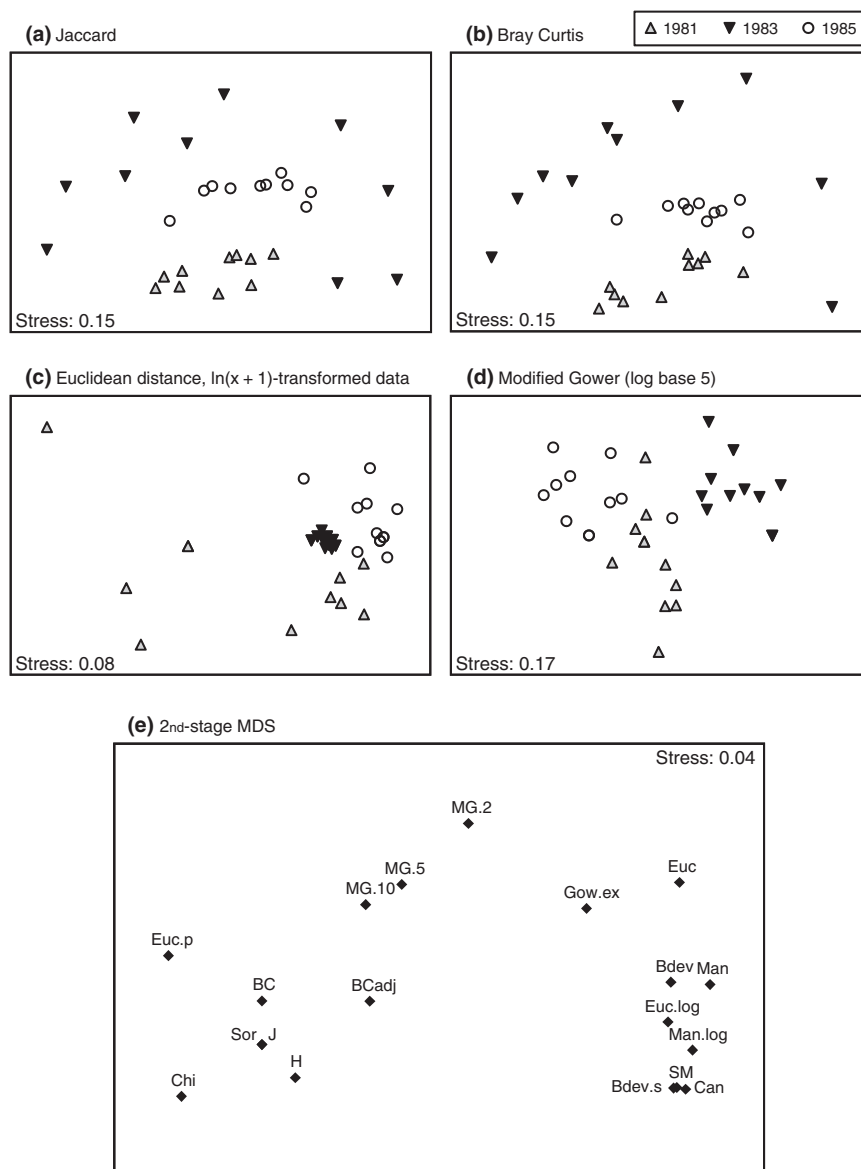 (a) Jaccard
(b) Bray Curtis
1981 1983 1985
Stress: 0.15
Stress: 0.15
(c) Euclidean distance, ln(x + 1)-transformed data
(d) Modified Gower (log base 5)
Stress: 0.08
Stress: 0.17
(e) 2nd-stage MDS
Stress: 0.04
MG.2
MG.5
Euc
MG.10
Gow.ex
Euc.p
BC
BCadj
Bdev Man
Euc.log
Sor J
Man.log
H
SM
Chi
Bdev.s Can